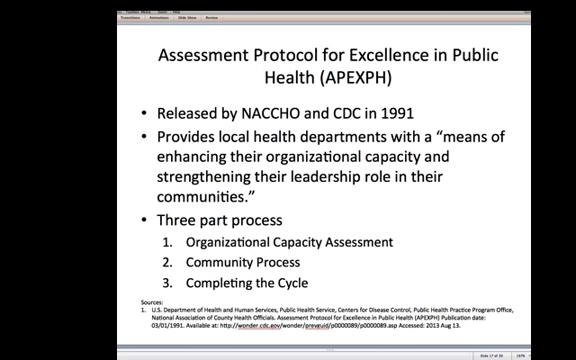 Transitions Animations Slide Show Review
Assessment Protocol for Excellence in Public
Health (APEXPH)
• Released by NACCHO and CDC in 1991
• Provides local health departments with a “means of
enhancing their organizational capacity and
strengthening their leadership role in their
communities.”
• Three part process
1. Organizational Capacity Assessment
2. Community Process
3. Completing the Cycle
Sources:
1. U.S. Department of Health and Human Services, Public Health Service, Centers for Disease Control, Public Health Practice Program Office,
National Association of County Health Officials. Assessment Protocol for Excellence in Public Health (APEXPH) Publication date:
03/01/1991. Available at: http://wonder.cdc.gov/wonder/prevguid/p0000089/p0000089.asp Accessed: 2013 Aug 13.